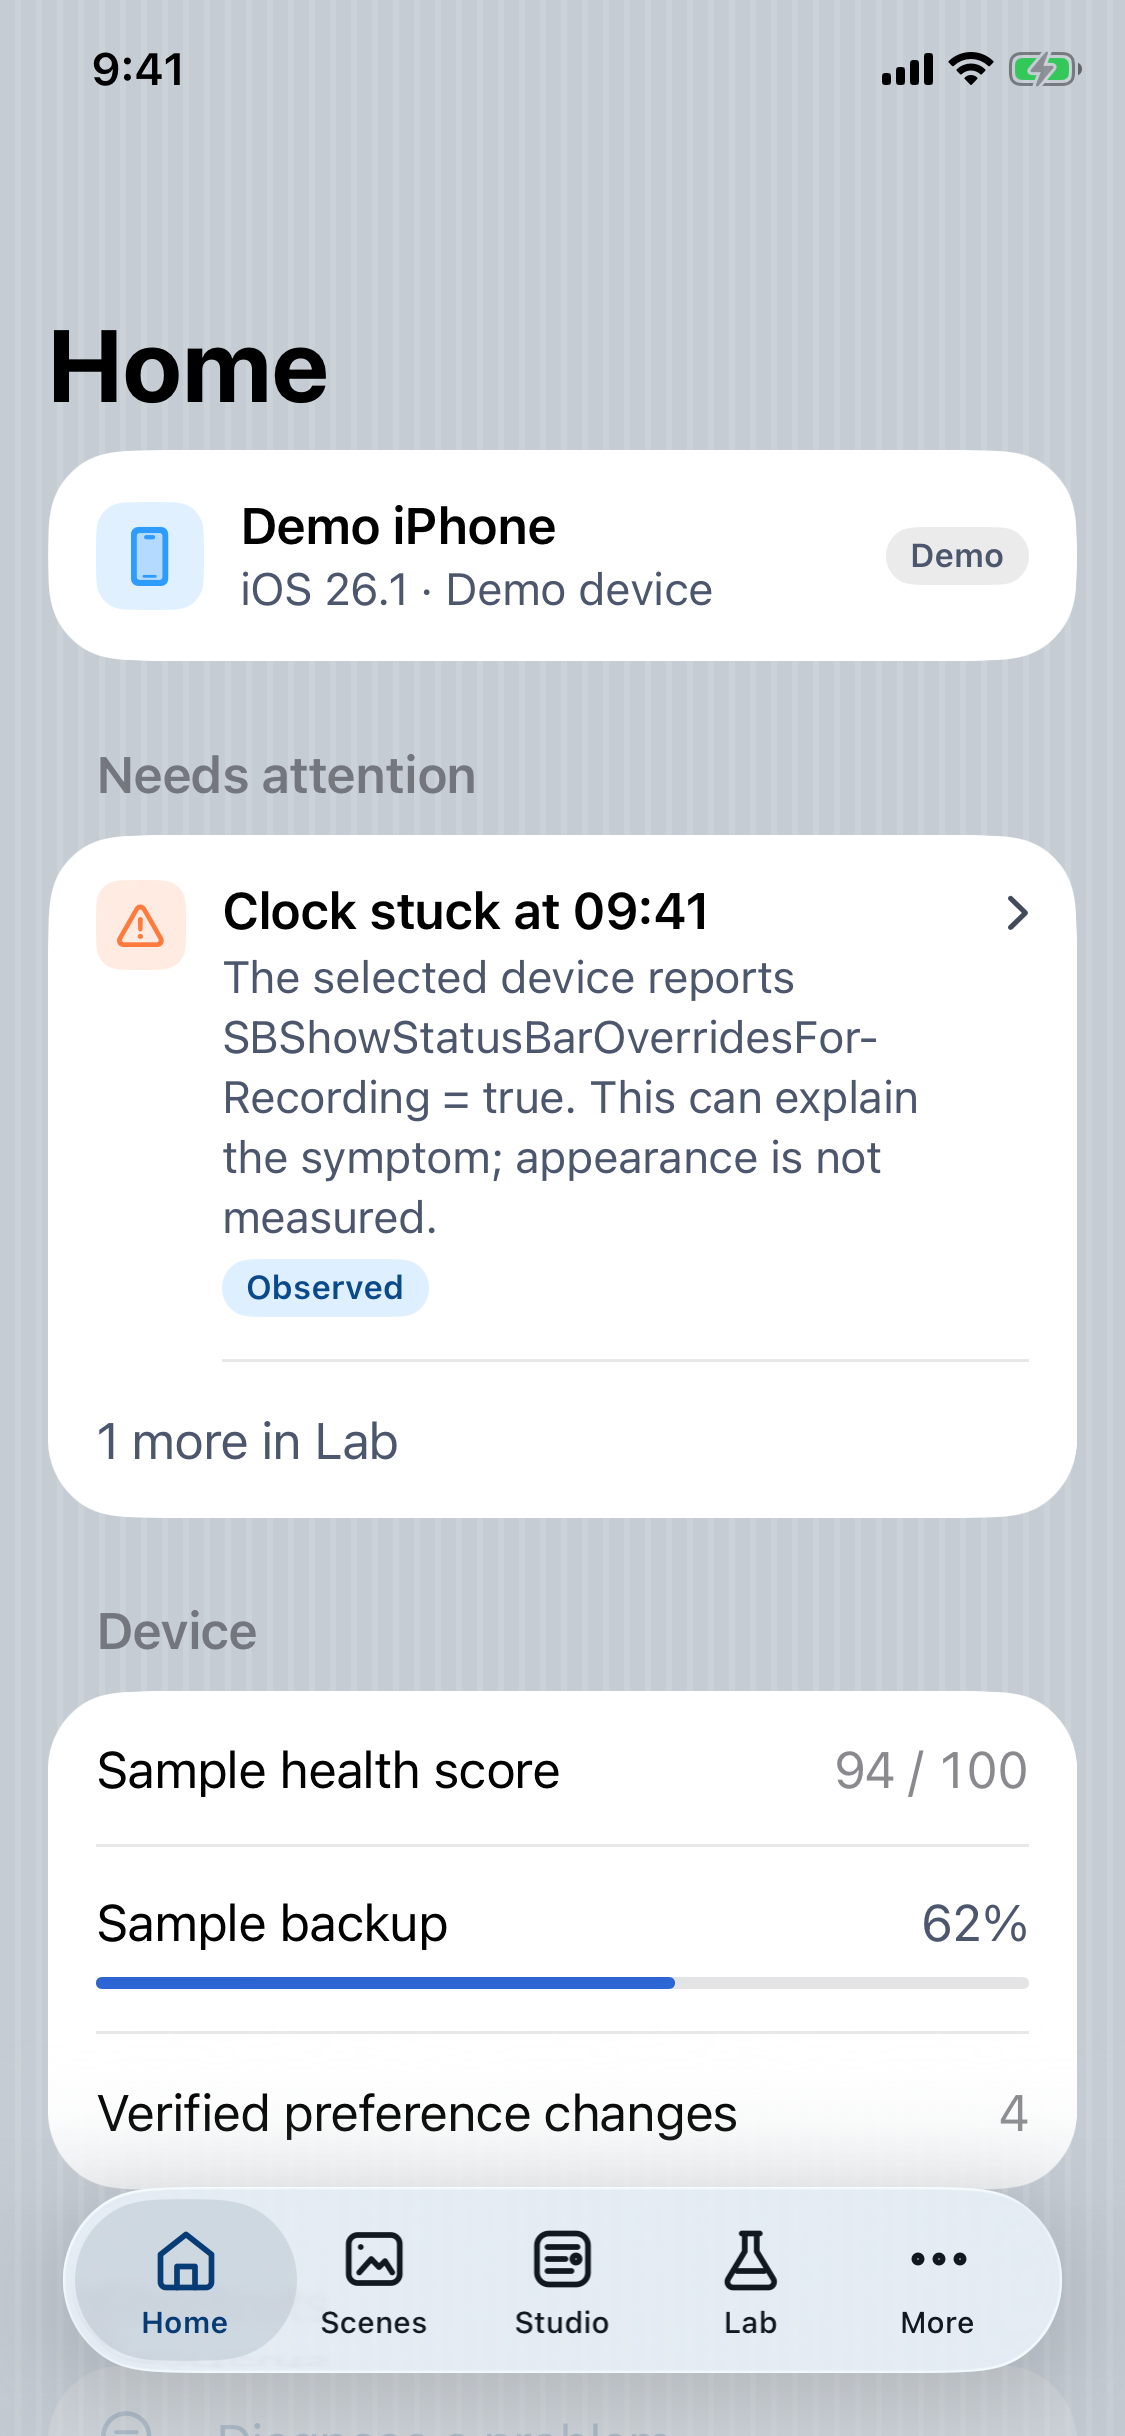 9:41
Home
Demo iPhone
iOS 26.1 · Demo device
Demo
Needs attention
Clock stuck at 09:41
The selected device reports
SBShowStatusBarOverridesFor-
Recording = true. This can explain
the symptom; appearance is not
measured.
Observed
1 more in Lab
Device
Sample health score
94 / 100
Sample backup
62%
Verified preference changes
4
Home
Scenes
Studio
Lab
More
Diagnose a problem